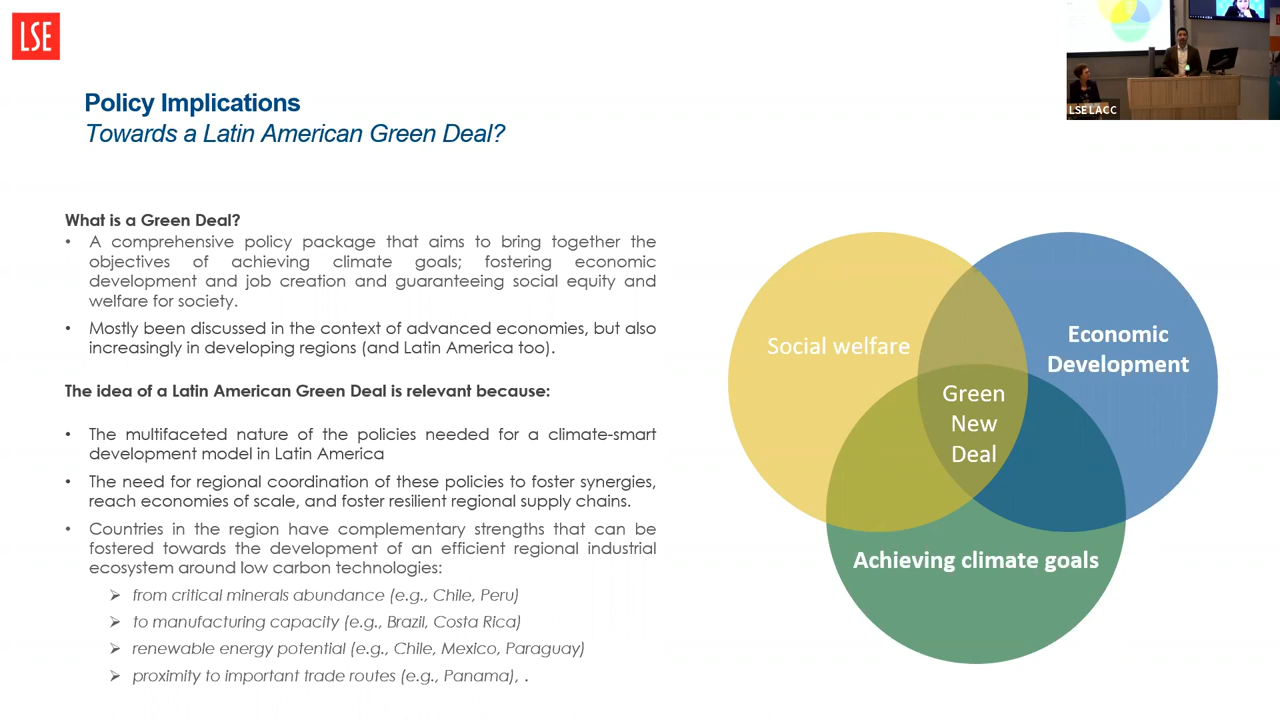 LSE
LSE LACC
Policy Implications
Towards a Latin American Green Deal?
What is a Green Deal?
• A comprehensive policy package that aims to bring together the
objectives of achieving climate goals; fostering economic
development and job creation and guaranteeing social equity and
welfare for society.
• Mostly been discussed in the context of advanced economies, but also
increasingly in developing regions (and Latin America too).
The idea of a Latin American Green Deal is relevant because:
• The multifaceted nature of the policies needed for a climate-smart
development model in Latin America
• The need for regional coordination of these policies to foster synergies,
reach economies of scale, and foster resilient regional supply chains.
• Countries in the region have complementary strengths that can be
fostered towards the development of an efficient regional industrial
ecosystem around low carbon technologies:
➢ from critical minerals abundance (e.g., Chile, Peru)
➢ to manufacturing capacity (e.g., Brazil, Costa Rica)
➢ renewable energy potential (e.g., Chile, Mexico, Paraguay)
➢ proximity to important trade routes (e.g., Panama), .
Social welfare
Economic
Development
Green
New
Deal
Achieving climate goals